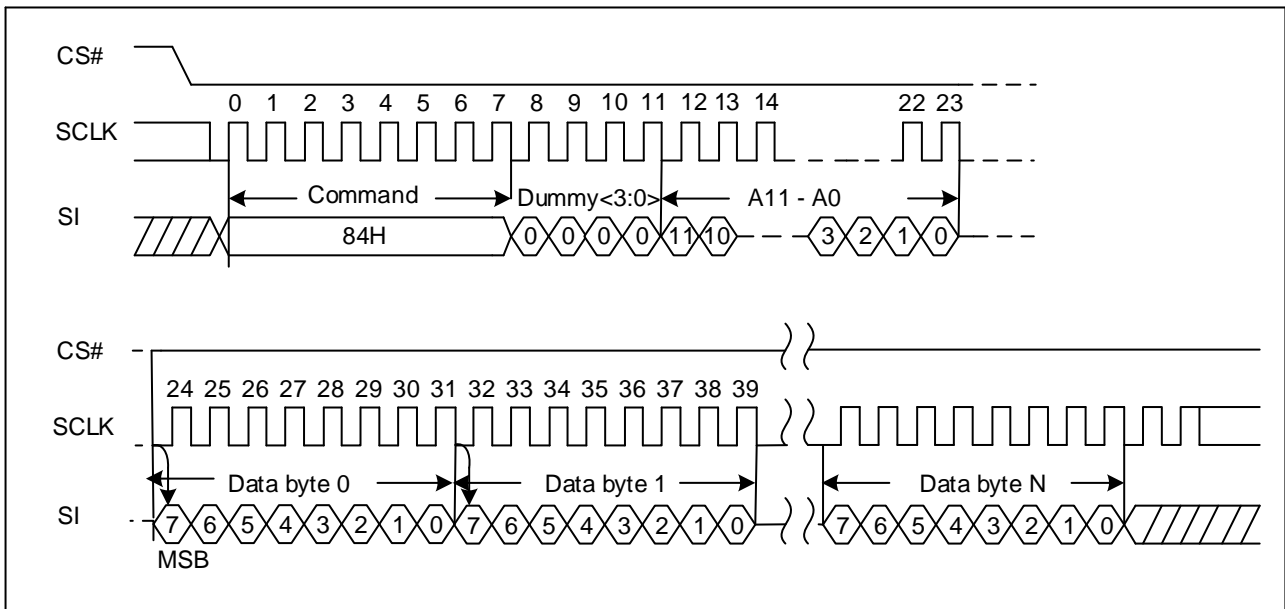 CS#
0 1 2 3 4 5 6 7 8 9 10 11 12 13 14 22 23
SCLK
Command Dummy<3:0> A11 - A0
SI
84H 0 0 0 0 11 10 3 2 1 0
CS#
24 25 26 27 28 29 30 31 32 33 34 35 36 37 38 39
SCLK
Data byte 0 Data byte 1 Data byte N
SI
7 6 5 4 3 2 1 0 7 6 5 4 3 2 1 0 7 6 5 4 3 2 1 0
MSB